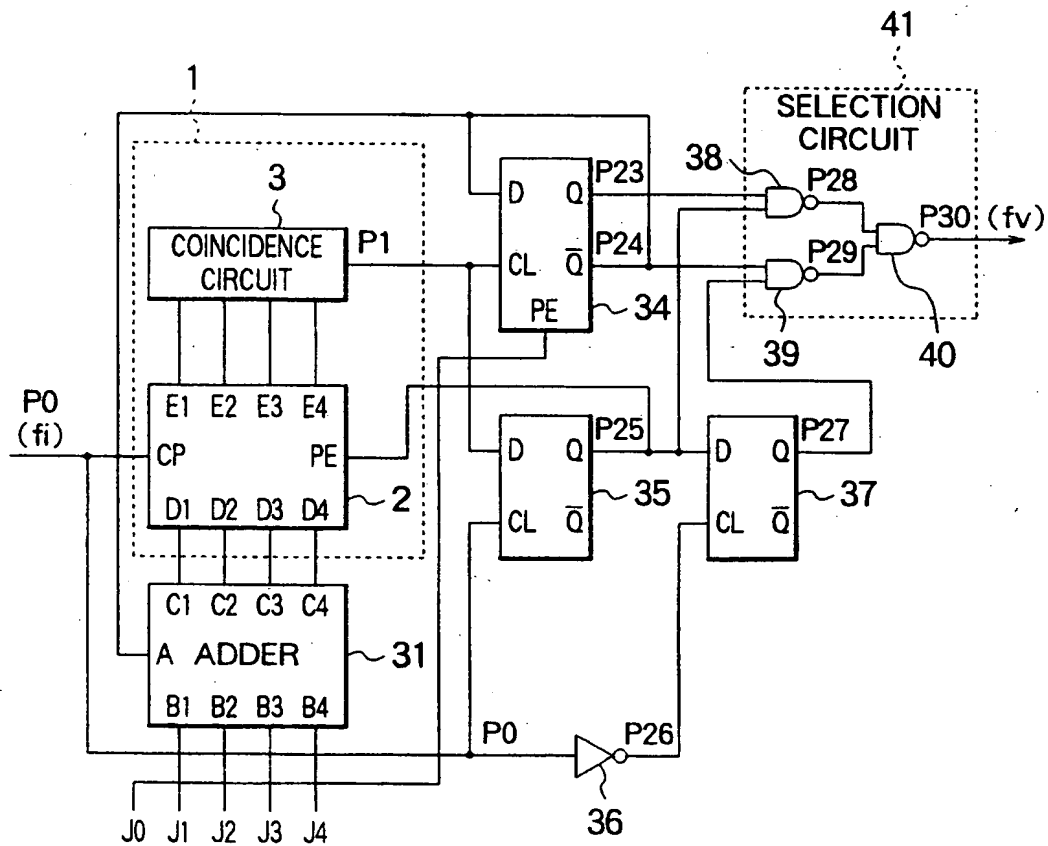 41
1
SELECTION
CIRCUIT
38
P28
P30 (fv)
3
P23
D Q
COINCIDENCE
CIRCUIT
P1
P24
P29
CL Q̅
PE
34
39
40
E1 E2 E3 E4
P0
(fi)
CP PE
P25
P27
D Q
D Q
2
35
37
D1 D2 D3 D4
CL Q̅
CL Q̅
C1 C2 C3 C4
A ADDER
31
B1 B2 B3 B4
P0
P26
36
J0 J1 J2 J3 J4